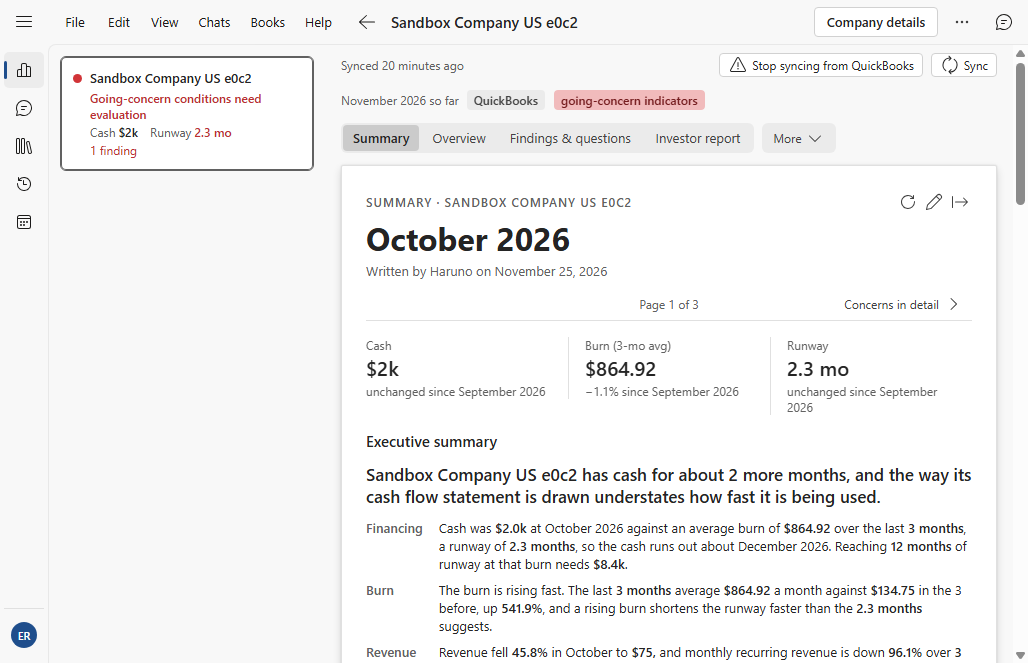 File Edit View Chats Books Help Sandbox Company US e0c2 Company details
Sandbox Company US e0c2
Going-concern conditions need
evaluation
Cash $2k Runway 2.3 mo
1 finding
ER
Synced 20 minutes ago Stop syncing from QuickBooks Sync
November 2026 so far QuickBooks going-concern indicators
Summary Overview Findings & questions Investor report More
SUMMARY · SANDBOX COMPANY US E0C2
October 2026
Written by Haruno on November 25, 2026
Page 1 of 3 Concerns in detail
Cash Burn (3-mo avg) Runway
$2k $864.92 2.3 mo
unchanged since September 2026 −1.1% since September 2026 unchanged since September
2026
Executive summary
Sandbox Company US e0c2 has cash for about 2 more months, and the way its
cash flow statement is drawn understates how fast it is being used.
Financing Cash was $2.0k at October 2026 against an average burn of $864.92 over the last 3 months,
a runway of 2.3 months, so the cash runs out about December 2026. Reaching 12 months of
runway at that burn needs $8.4k.
Burn The burn is rising fast. The last 3 months average $864.92 a month against $134.75 in the 3
before, up 541.9%, and a rising burn shortens the runway faster than the 2.3 months
suggests.
Revenue Revenue fell 45.8% in October to $75, and monthly recurring revenue is down 96.1% over 3